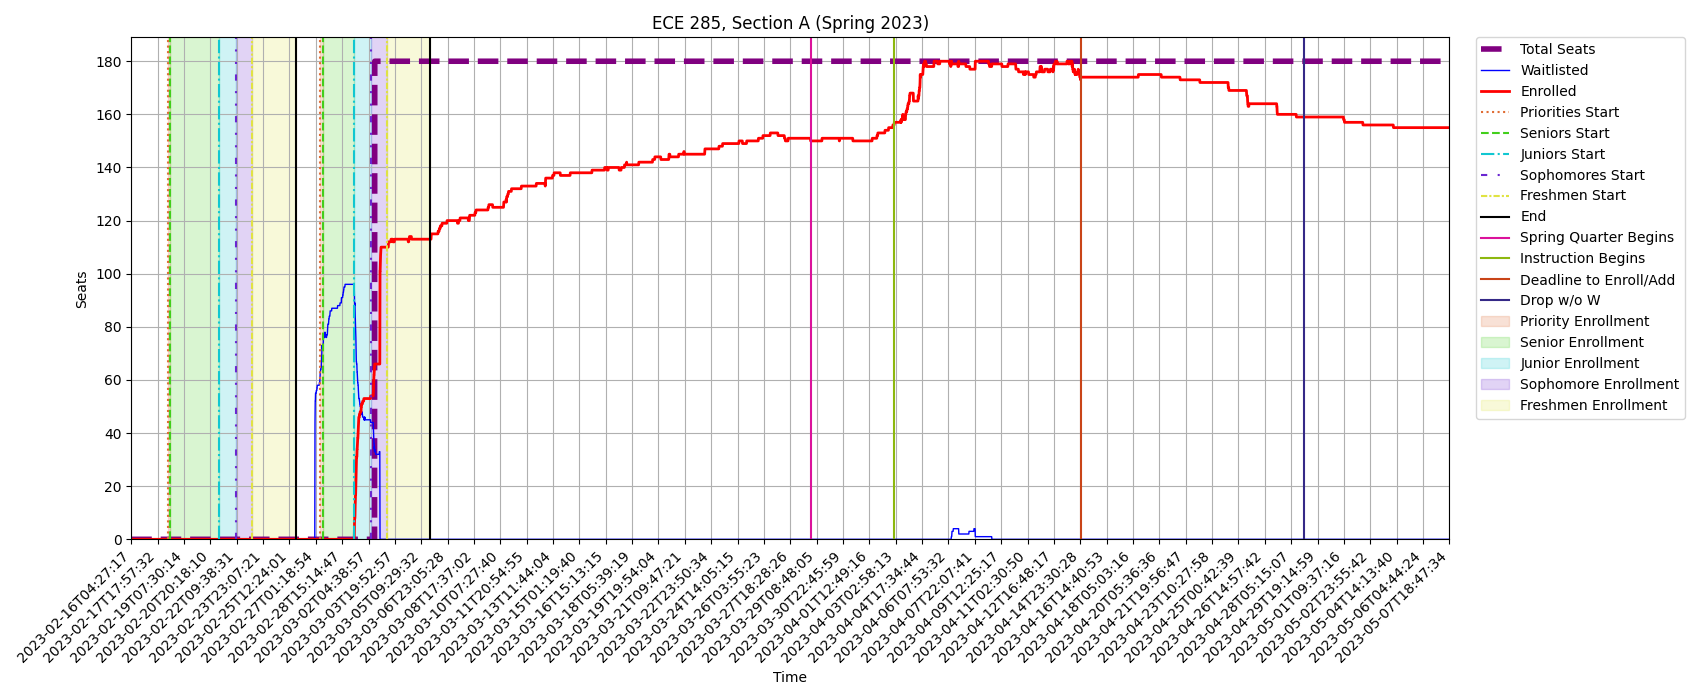 ECE 285, Section A (Spring 2023)
Seats
180
160
140
120
100
80
60
40
20
0
2023-02-16T04:27:17
2023-02-17T17:57:32
2023-02-19T07:30:14
2023-02-20T20:18:10
2023-02-22T09:38:31
2023-02-23T23:07:21
2023-02-25T12:24:01
2023-02-27T01:18:54
2023-02-28T15:14:47
2023-03-02T04:38:57
2023-03-03T19:52:57
2023-03-05T09:29:32
2023-03-06T23:05:28
2023-03-08T17:37:02
2023-03-10T07:27:40
2023-03-11T20:54:55
2023-03-13T11:44:04
2023-03-15T01:19:40
2023-03-16T15:13:15
2023-03-18T05:39:19
2023-03-19T19:54:04
2023-03-21T09:47:21
2023-03-22T23:50:34
2023-03-24T14:05:15
2023-03-26T03:55:23
2023-03-27T18:28:26
2023-03-29T08:48:05
2023-03-30T22:45:59
2023-04-01T12:49:16
2023-04-03T02:58:13
2023-04-04T17:34:44
2023-04-06T07:53:32
2023-04-07T22:07:41
2023-04-09T12:25:17
2023-04-11T02:30:50
2023-04-12T16:48:17
2023-04-14T23:30:28
2023-04-16T14:40:53
2023-04-18T05:03:16
2023-04-20T05:36:36
2023-04-21T19:56:47
2023-04-23T10:27:58
2023-04-25T00:42:39
2023-04-26T14:57:42
2023-04-28T05:15:07
2023-04-29T19:14:59
2023-05-01T09:37:16
2023-05-02T23:55:42
2023-05-04T14:13:40
2023-05-06T04:44:24
2023-05-07T18:47:34
Time
Total Seats
Waitlisted
Enrolled
Priorities Start
Seniors Start
Juniors Start
Sophomores Start
Freshmen Start
End
Spring Quarter Begins
Instruction Begins
Deadline to Enroll/Add
Drop w/o W
Priority Enrollment
Senior Enrollment
Junior Enrollment
Sophomore Enrollment
Freshmen Enrollment